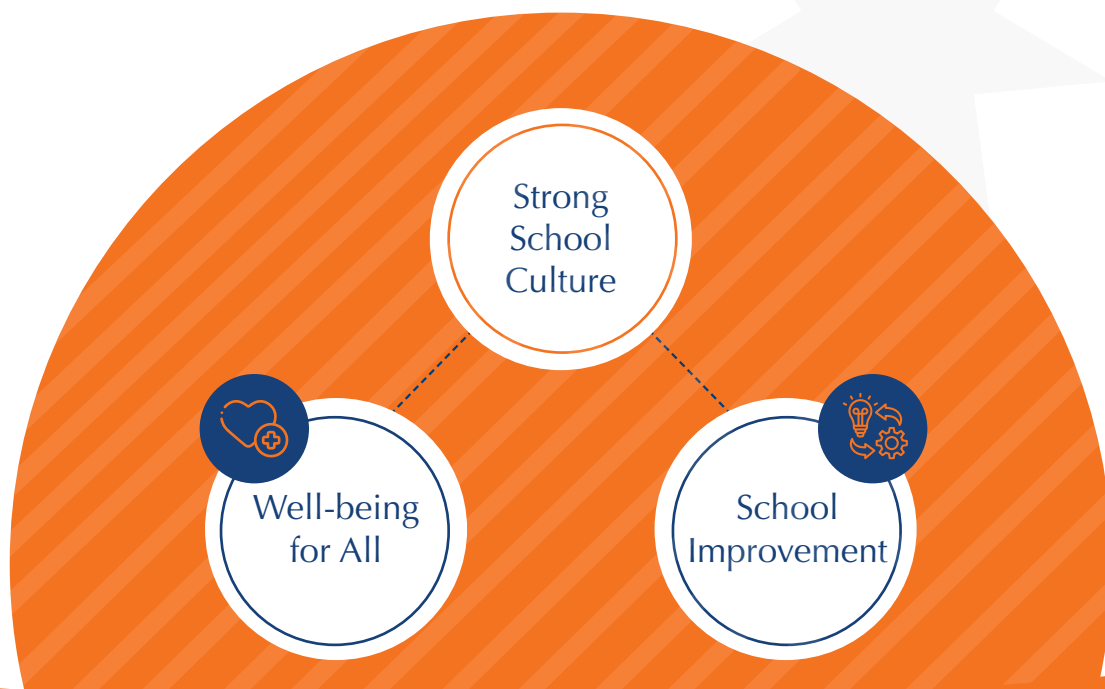 Strong
School
Culture
Well-being
for All
School
Improvement